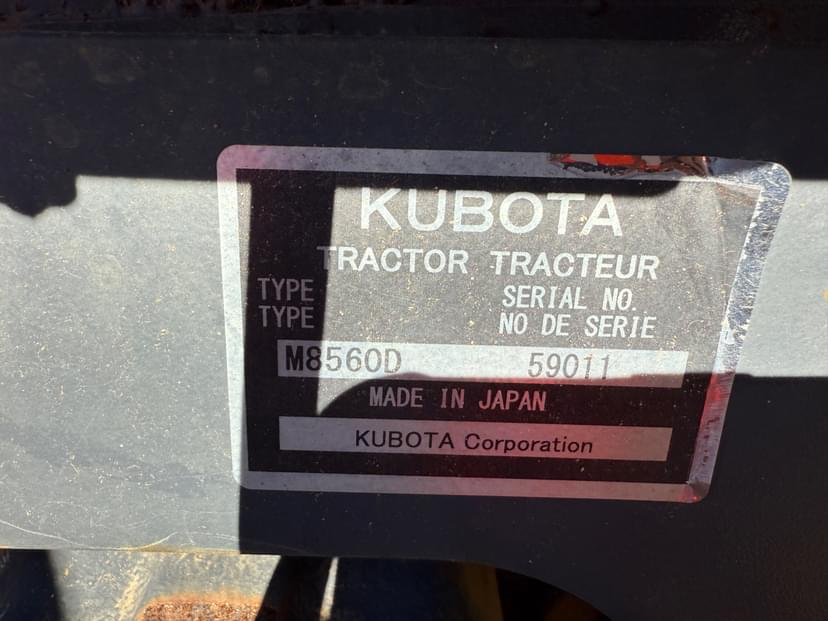 KUBOTA
TRACTOR TRACTEUR
TYPE SERIAL NO.
TYPE NO DE SERIE
M8560D 59011
MADE IN JAPAN
KUBOTA Corporation